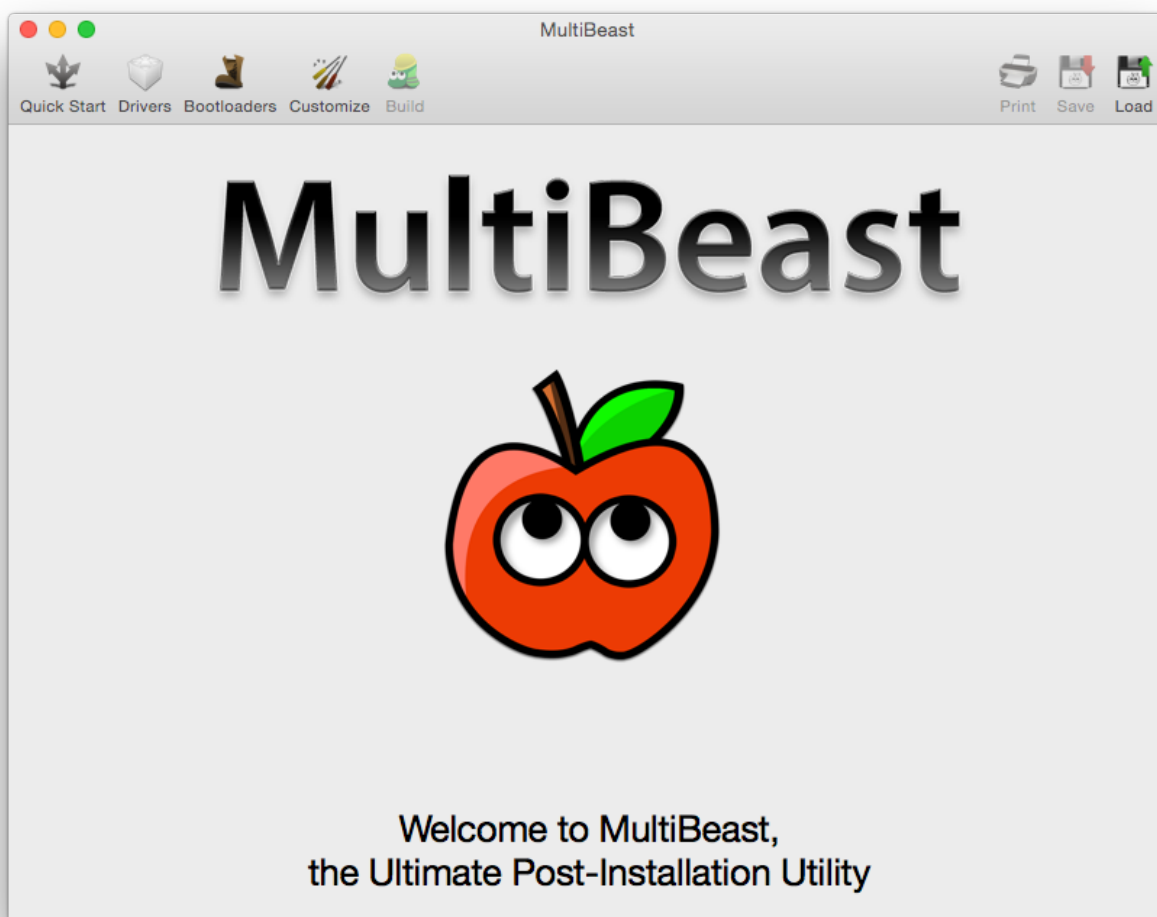 MultiBeast
Quick Start Drivers Bootloaders Customize Build Print Save Load
MultiBeast
Welcome to MultiBeast,
the Ultimate Post-Installation Utility